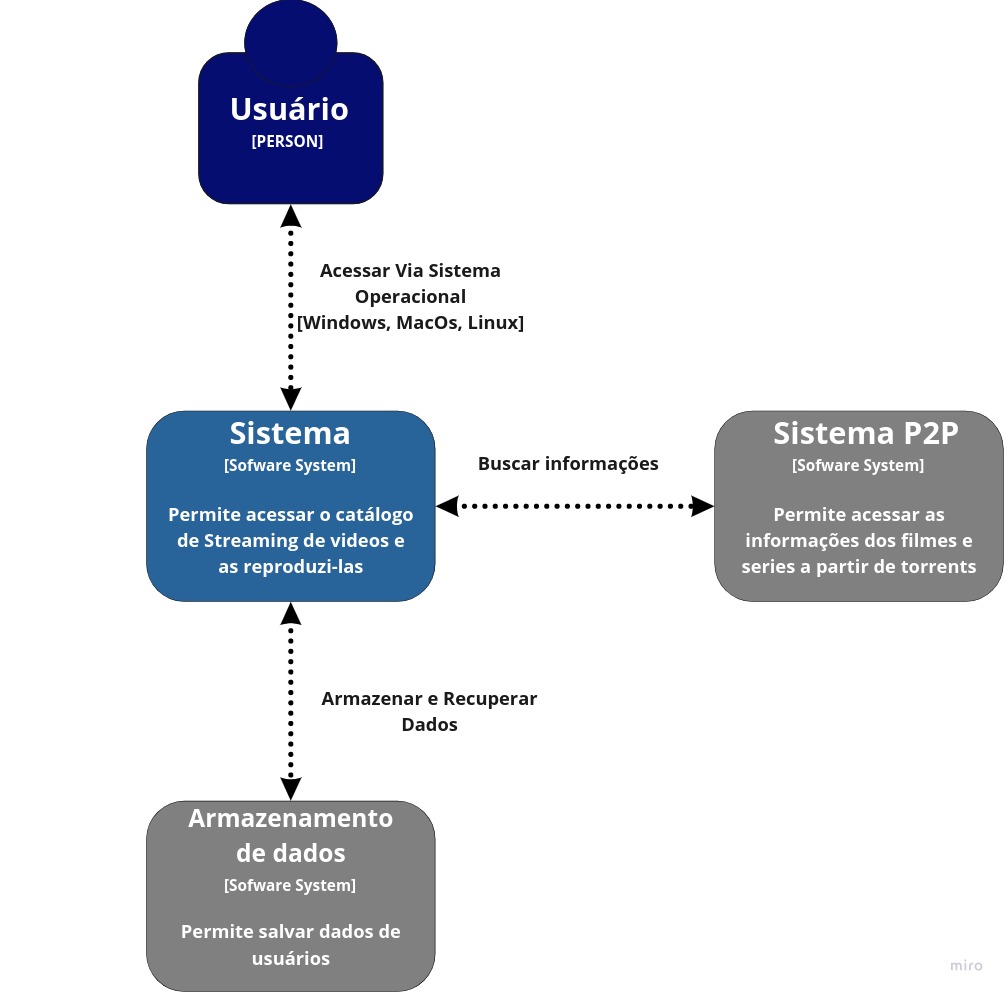 Usuário
[PERSON]
Acessar Via Sistema
Operacional
[Windows, MacOs, Linux]
Sistema
[Sofware System]
Permite acessar o catálogo
de Streaming de videos e
as reproduzi-las
Buscar informações
Sistema P2P
[Sofware System]
Permite acessar as
informações dos filmes e
series a partir de torrents
Armazenar e Recuperar
Dados
Armazenamento
de dados
[Sofware System]
Permite salvar dados de
usuários
miro